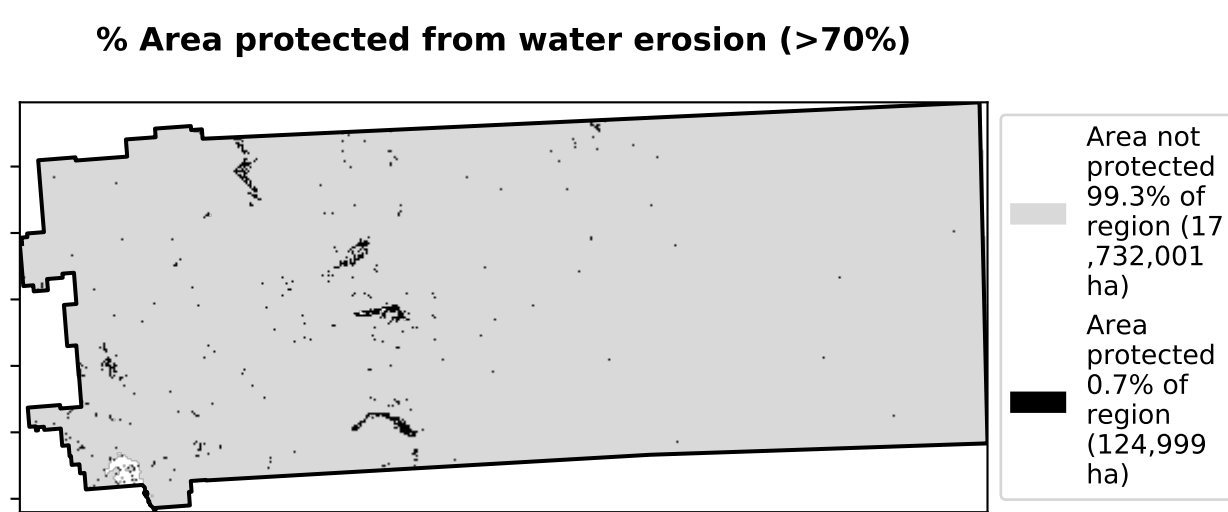 % Area protected from water erosion (>70%)
Area not
protected
99.3% of
region (17
,732,001
ha)
Area
protected
0.7% of
region
(124,999
ha)